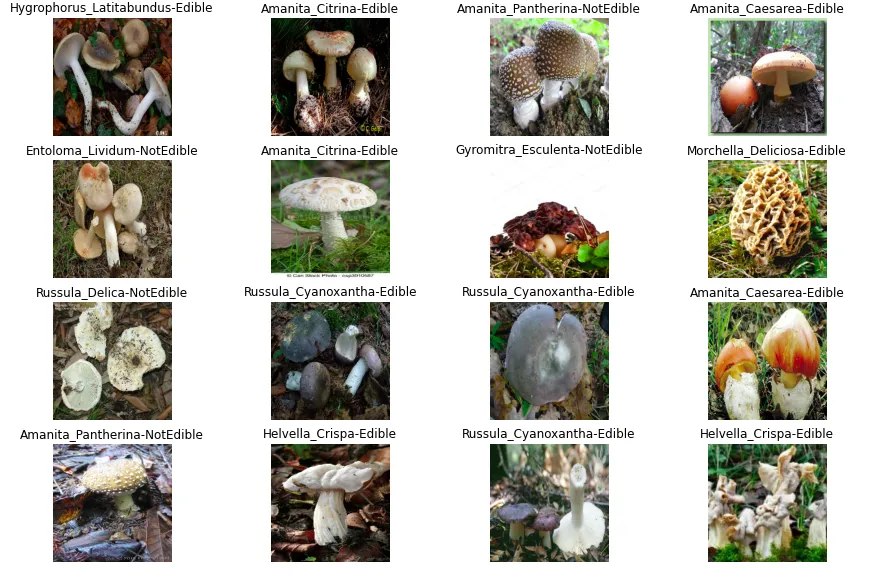 Hygrophorus_Latitabundus-Edible
Amanita_Citrina-Edible
Amanita_Pantherina-NotEdible
Amanita_Caesarea-Edible
Entoloma_Lividum-NotEdible
Amanita_Citrina-Edible
Gyromitra_Esculenta-NotEdible
Morchella_Deliciosa-Edible
Russula_Delica-NotEdible
Russula_Cyanoxantha-Edible
Russula_Cyanoxantha-Edible
Amanita_Caesarea-Edible
Amanita_Pantherina-NotEdible
Helvella_Crispa-Edible
Russula_Cyanoxantha-Edible
Helvella_Crispa-Edible